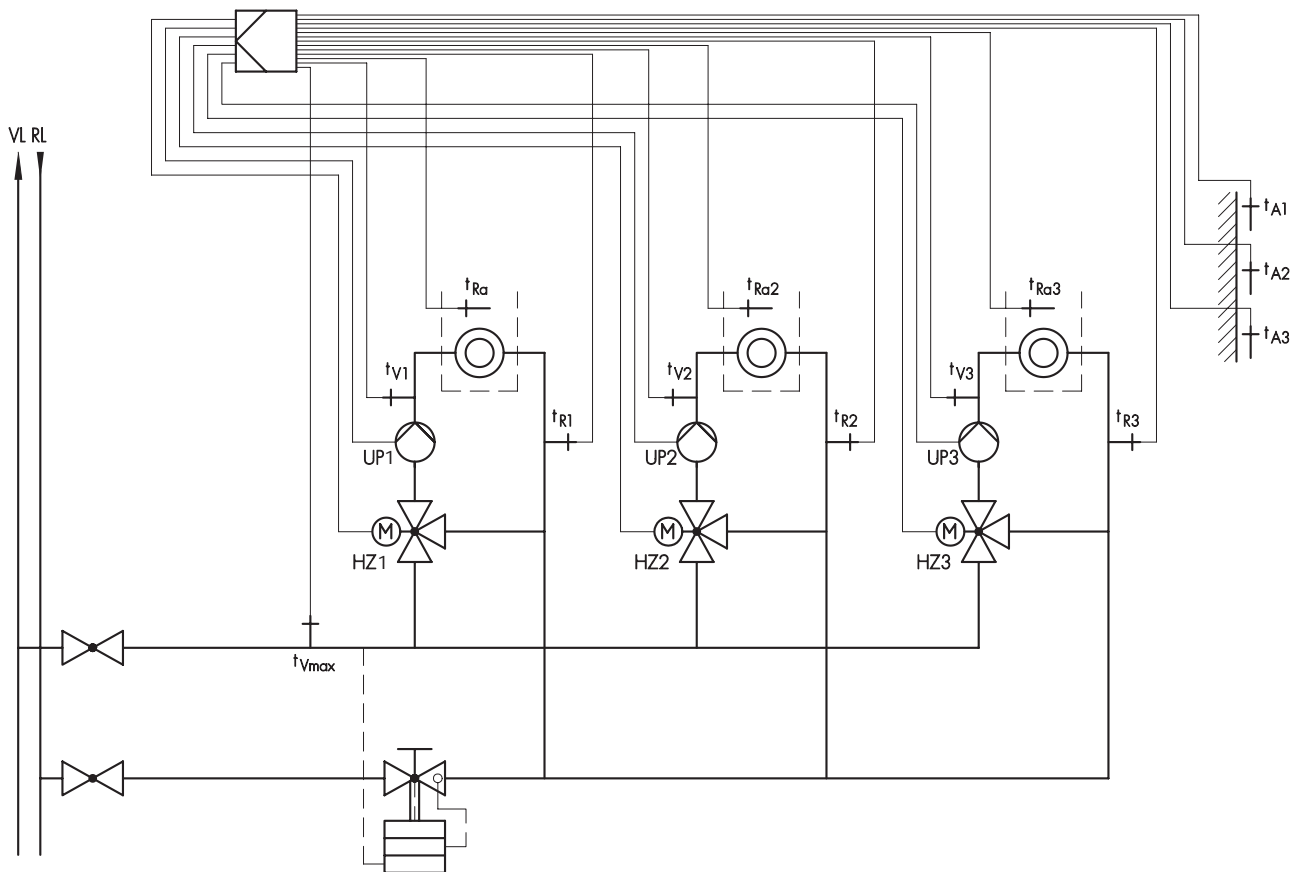 VL RL
tA1
tA2
tRa
tRa2
tRa3
tA3
tV1
tV2
tV3
tR1
tR2
tR3
UP1
UP2
UP3
M
M
M
HZ1
HZ2
HZ3
tVmax